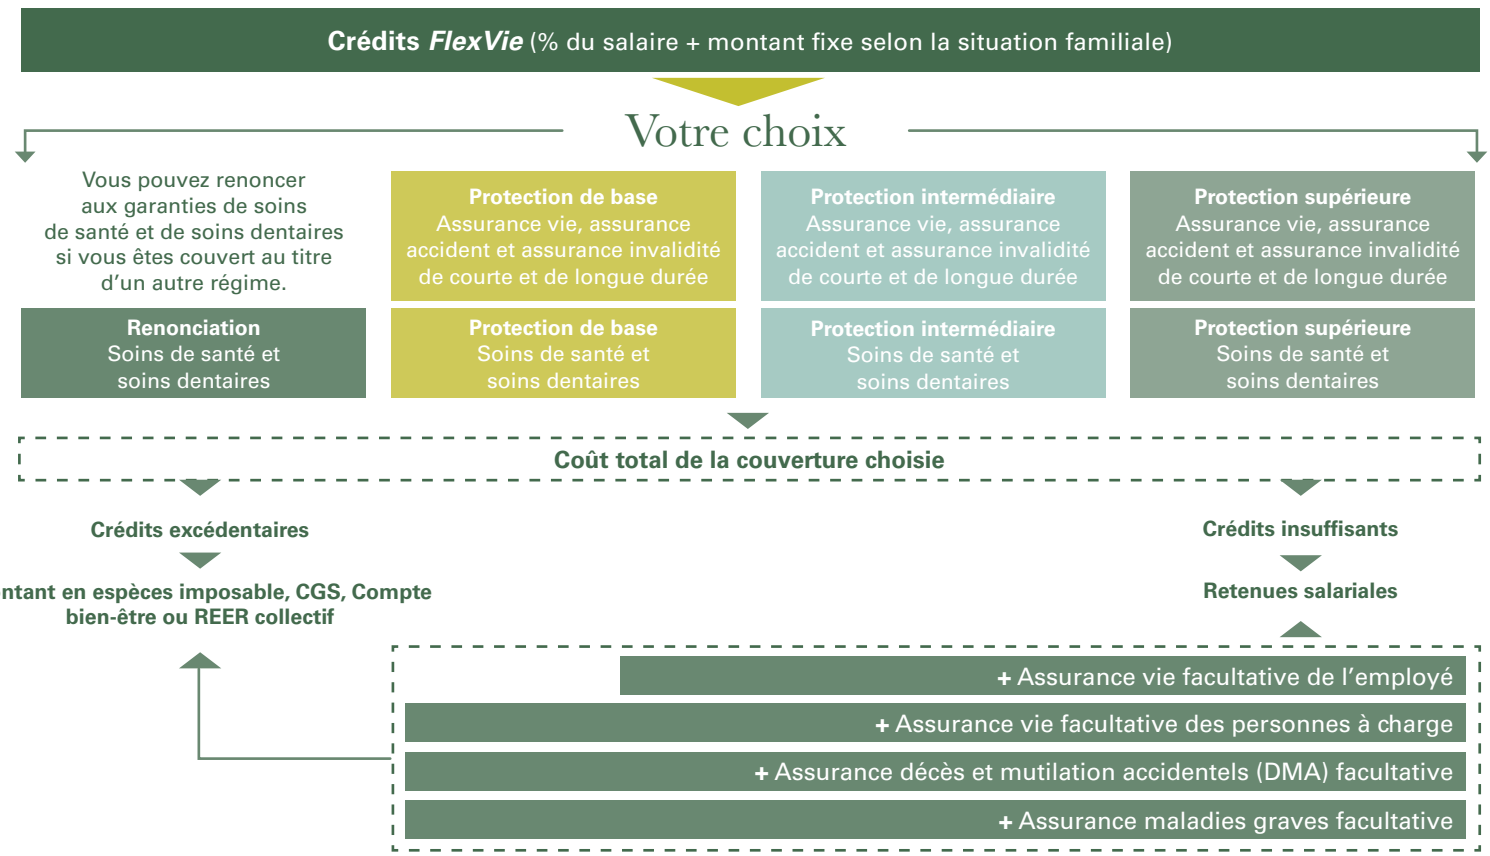 Crédits FlexVie (% du salaire + montant fixe selon la situation familiale)
Votre choix
Vous pouvez renoncer
aux garanties de soins
de santé et de soins dentaires
si vous êtes couvert au titre
d’un autre régime.
Renonciation
Soins de santé et
soins dentaires
Protection de base
Assurance vie, assurance
accident et assurance invalidité
de courte et de longue durée
Protection de base
Soins de santé et
soins dentaires
Protection intermédiaire
Assurance vie, assurance
accident et assurance invalidité
de courte et de longue durée
Protection intermédiaire
Soins de santé et
soins dentaires
Protection supérieure
Assurance vie, assurance
accident et assurance invalidité
de courte et de longue durée
Protection supérieure
Soins de santé et
soins dentaires
Coût total de la couverture choisie
Crédits excédentaires
en espèces imposable, CGS, Compte
bien-être ou REER collectif
Crédits insuffisants
Retenues salariales
+ Assurance vie facultative de l’employé
+ Assurance vie facultative des personnes à charge
+ Assurance décès et mutilation accidentels (DMA) facultative
+ Assurance maladies graves facultative